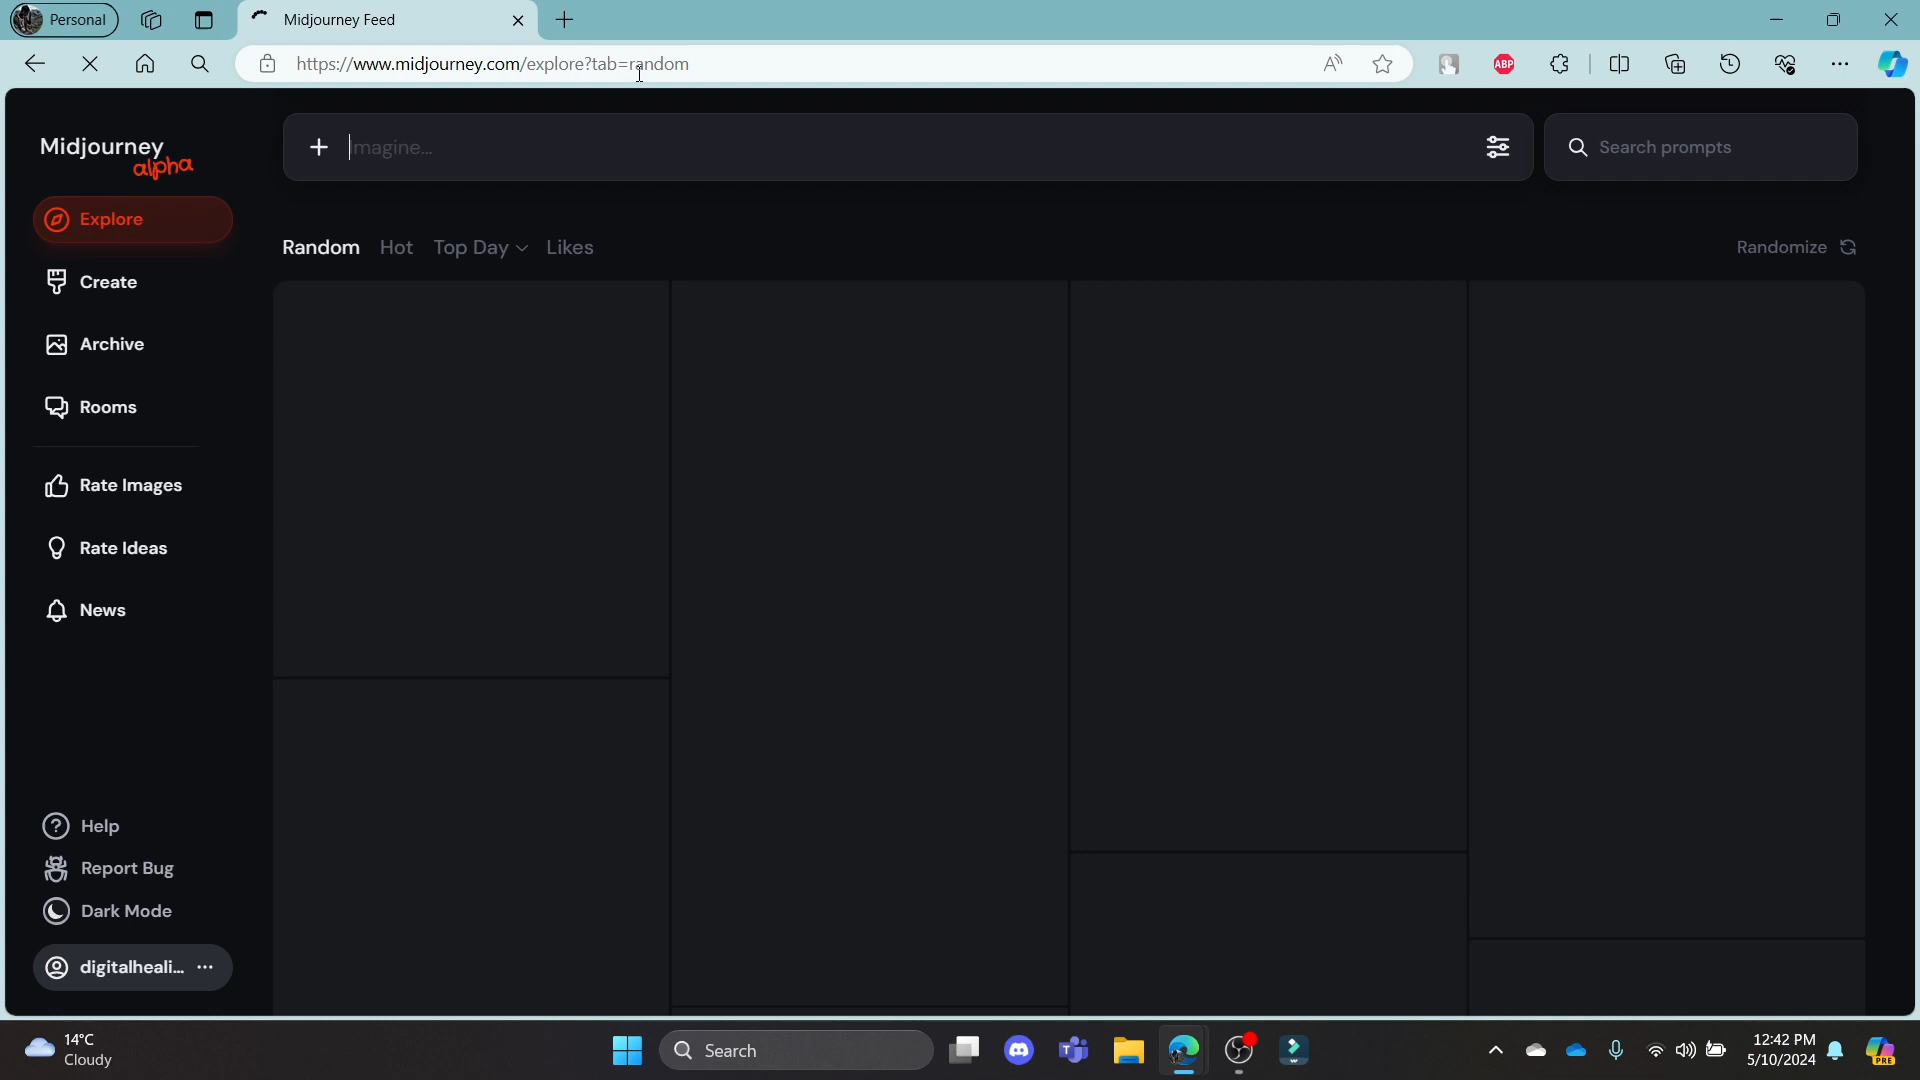 Personal
Midjourney Feed
https://www.midjourney.com/explore?tab=random
A))
ABP
Midjourney
alpha
Imagine...
Search prompts
Explore
Create
Archive
Rooms
Rate Images
Rate Ideas
News
Random Hot Top Day Likes
Randomize
Help
Report Bug
Dark Mode
digitalheali... ...
14°C
Cloudy
Search
12:42 PM
5/10/2024
PRE